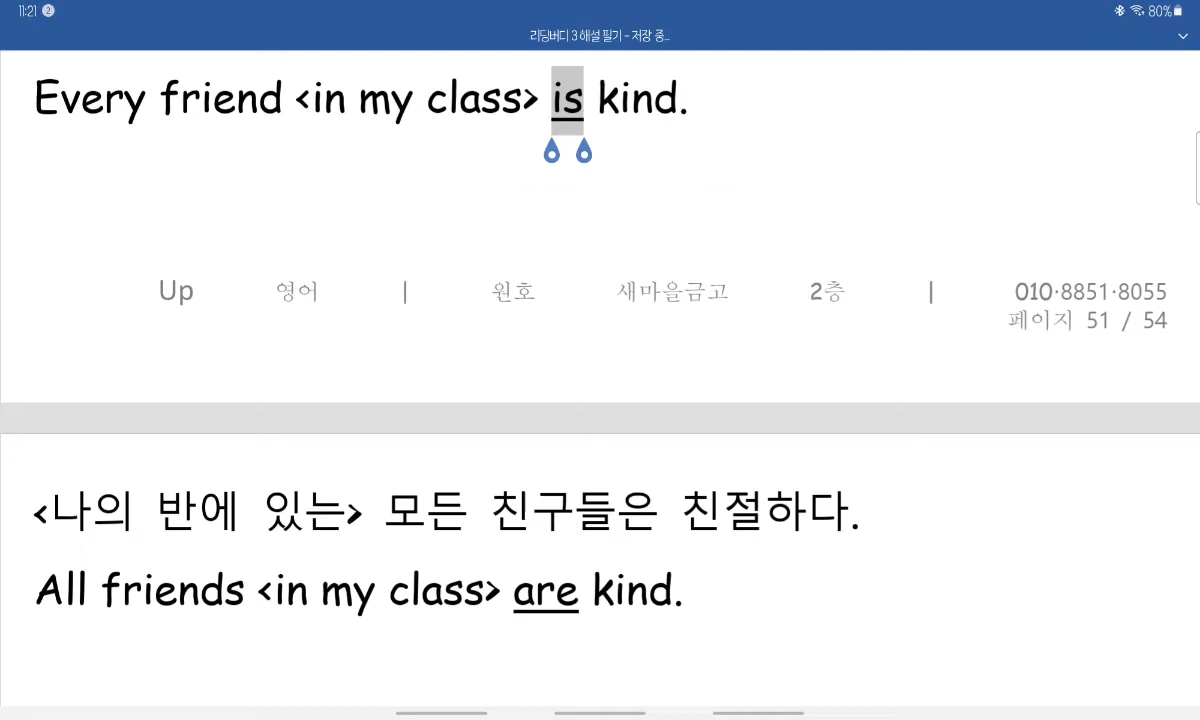 11:21 2 80%
리딩버디 3 해설 필기 - 저장 중...
Every friend <in my class> is kind.
Up 영어 | 원호 새마을금고 2층 | 010·8851·8055
페이지 51 / 54
<나의 반에 있는> 모든 친구들은 친절하다.
All friends <in my class> are kind.